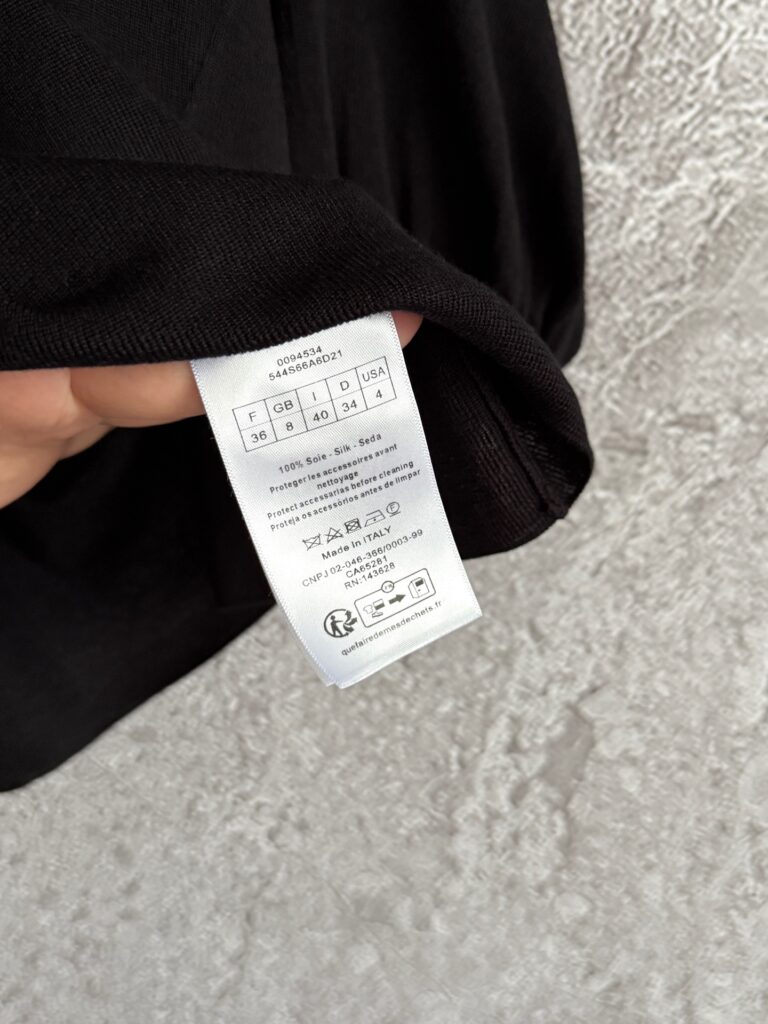 0094534
544S66A6D21
F GB I D USA
36 8 40 34 4
100% Soie - Silk - Seda
Proteger les accessoires avant
nettoyage
Protect accessarias before cleaning
Proteja os acessórios antes de limpar
Made in ITALY
CNPJ 02-046-366/0003-99
CA65281
RN:143628
FR
quefairedemesdechets.fr